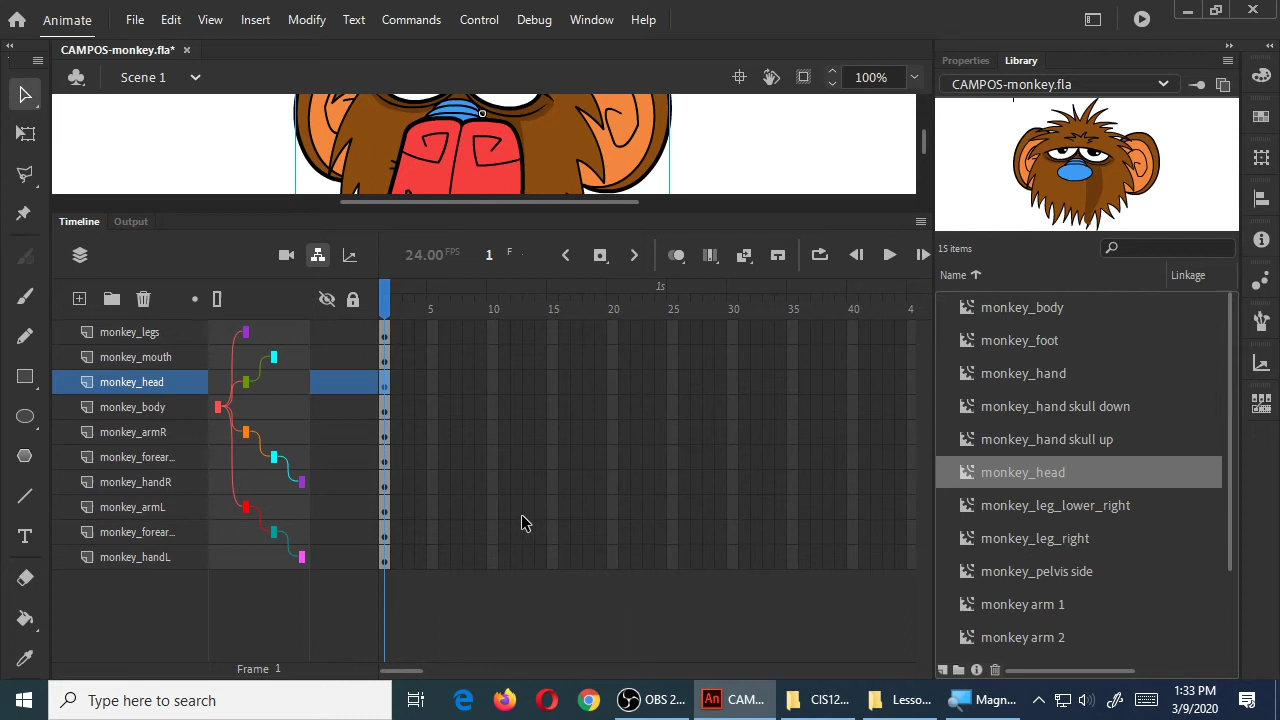 Animate
File Edit View Insert Modify Text Commands Control Debug Window Help
CAMPOS-monkey.fla*
Scene 1
100%
Properties Library
CAMPOS-monkey.fla
15 items
Name
Linkage
Timeline Output
24.00 FPS 1 F
1s
5 10 15 20 25 30 35 40 4
monkey_legs
monkey_mouth
monkey_head
monkey_body
monkey_armR
monkey_forear...
monkey_handR
monkey_armL
monkey_forear...
monkey_handL
Frame 1
monkey_body
monkey_foot
monkey_hand
monkey_hand skull down
monkey_hand skull up
monkey_head
monkey_leg_lower_right
monkey_leg_right
monkey_pelvis side
monkey arm 1
monkey arm 2
Type here to search
OBS 2...
An
CAM...
CIS12...
Lesso...
Magn...
1:33 PM
3/9/2020